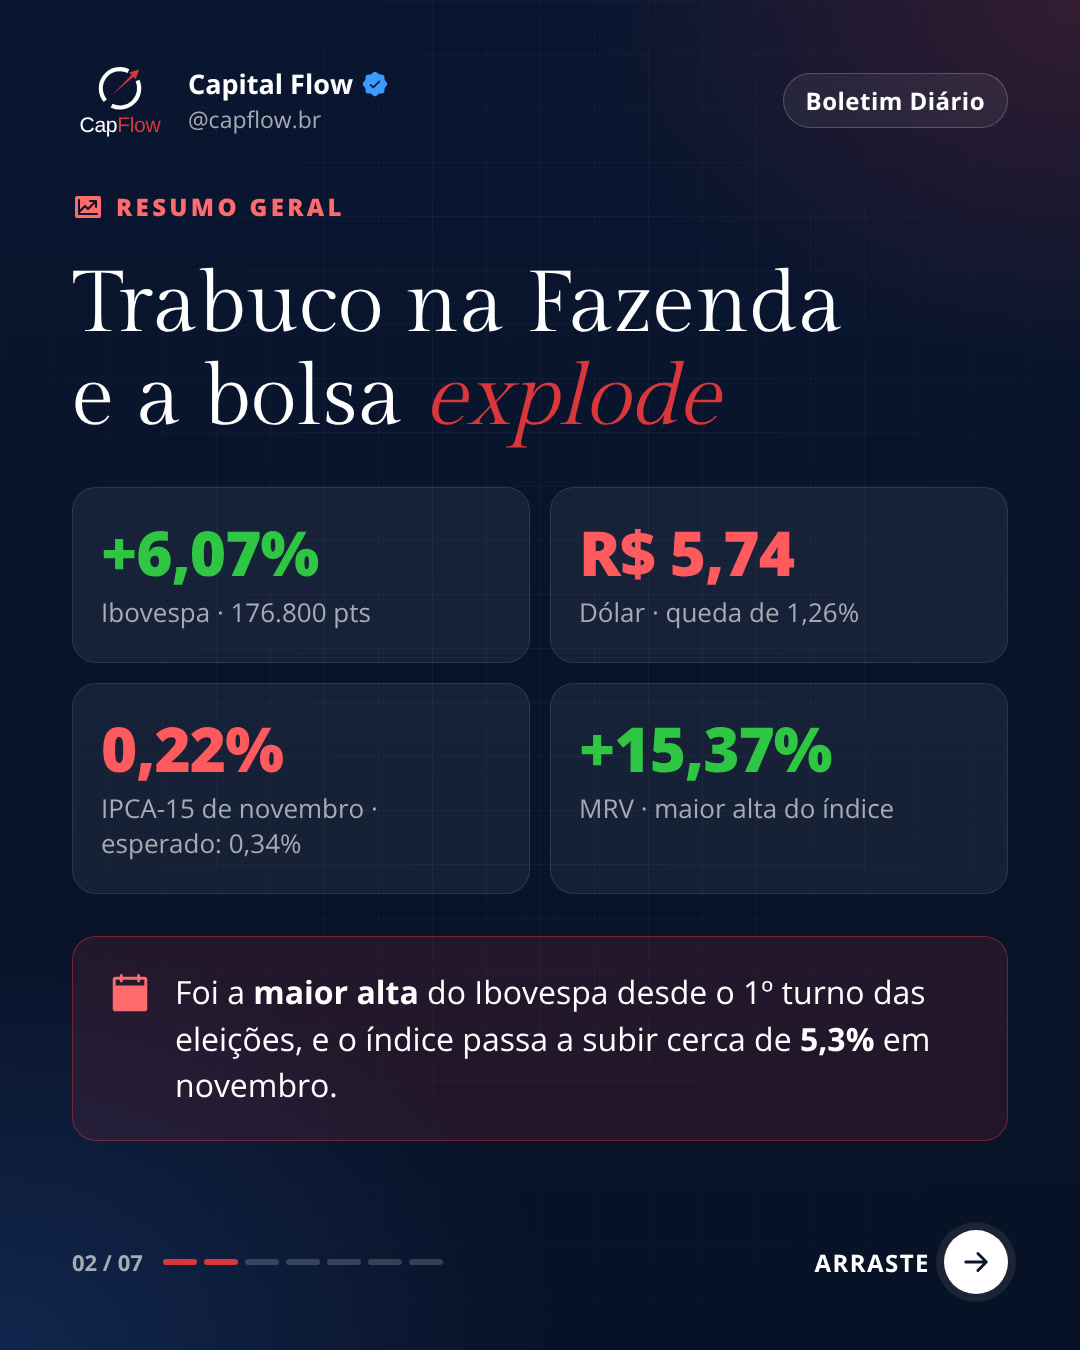 CapFlow
Capital Flow
@capflow.br
Boletim Diário
RESUMO GERAL
Trabuco na Fazenda
e a bolsa explode
+6,07%
Ibovespa · 176.800 pts
R$ 5,74
Dólar · queda de 1,26%
0,22%
IPCA-15 de novembro ·
esperado: 0,34%
+15,37%
MRV · maior alta do índice
Foi a maior alta do Ibovespa desde o 1º turno das
eleições, e o índice passa a subir cerca de 5,3% em
novembro.
02 / 07
ARRASTE